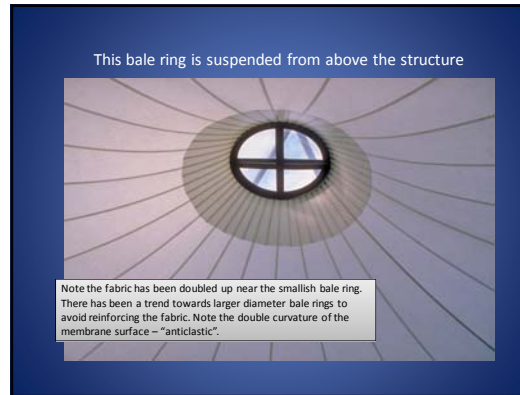 This bale ring is suspended from above the structure
Note the fabric has been doubled up near the smallish bale ring.
There has been a trend towards larger diameter bale rings to
avoid reinforcing the fabric. Note the double curvature of the
membrane surface – “anticlastic”.